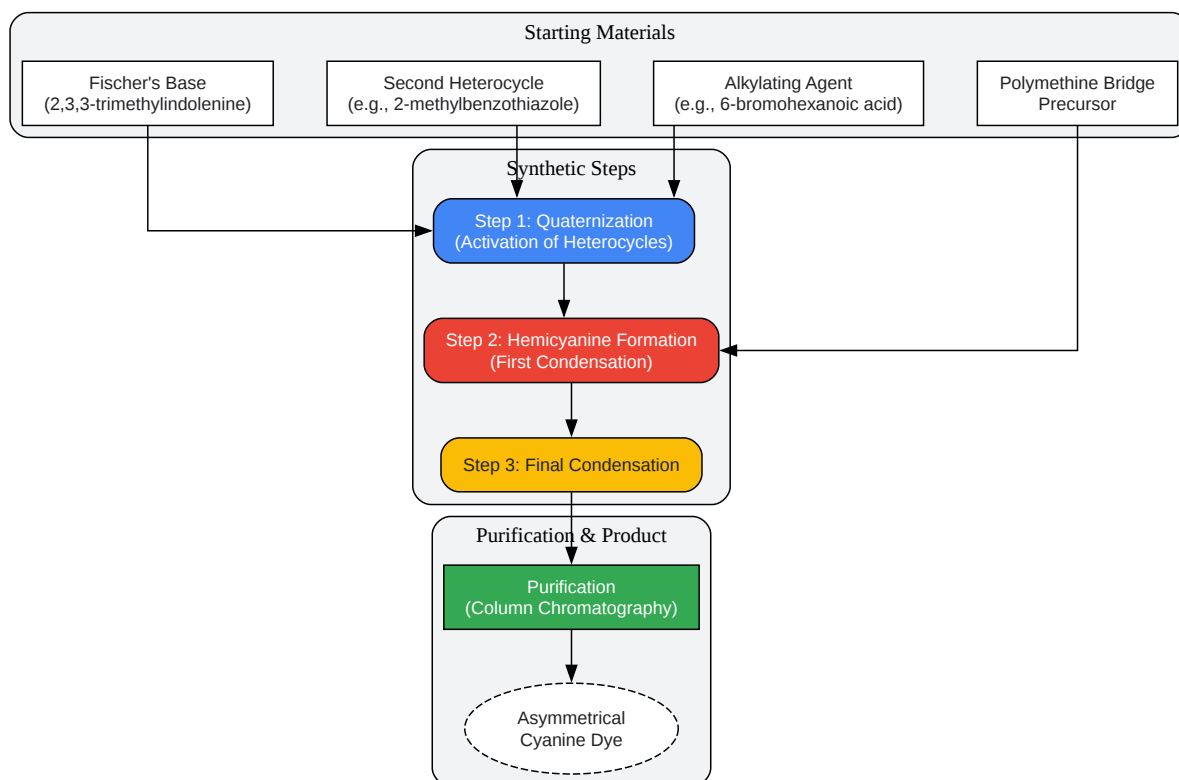 Starting Materials
Fischer's Base
(2,3,3-trimethylindolenine)
Second Heterocycle
(e.g., 2-methylbenzothiazole)
Alkylating Agent
(e.g., 6-bromohexanoic acid)
Polymethine Bridge
Precursor
Synthetic Steps
Step 1: Quaternization
(Activation of Heterocycles)
Step 2: Hemicyanine Formation
(First Condensation)
Step 3: Final Condensation
Purification & Product
Purification
(Column Chromatography)
Asymmetrical
Cyanine Dye